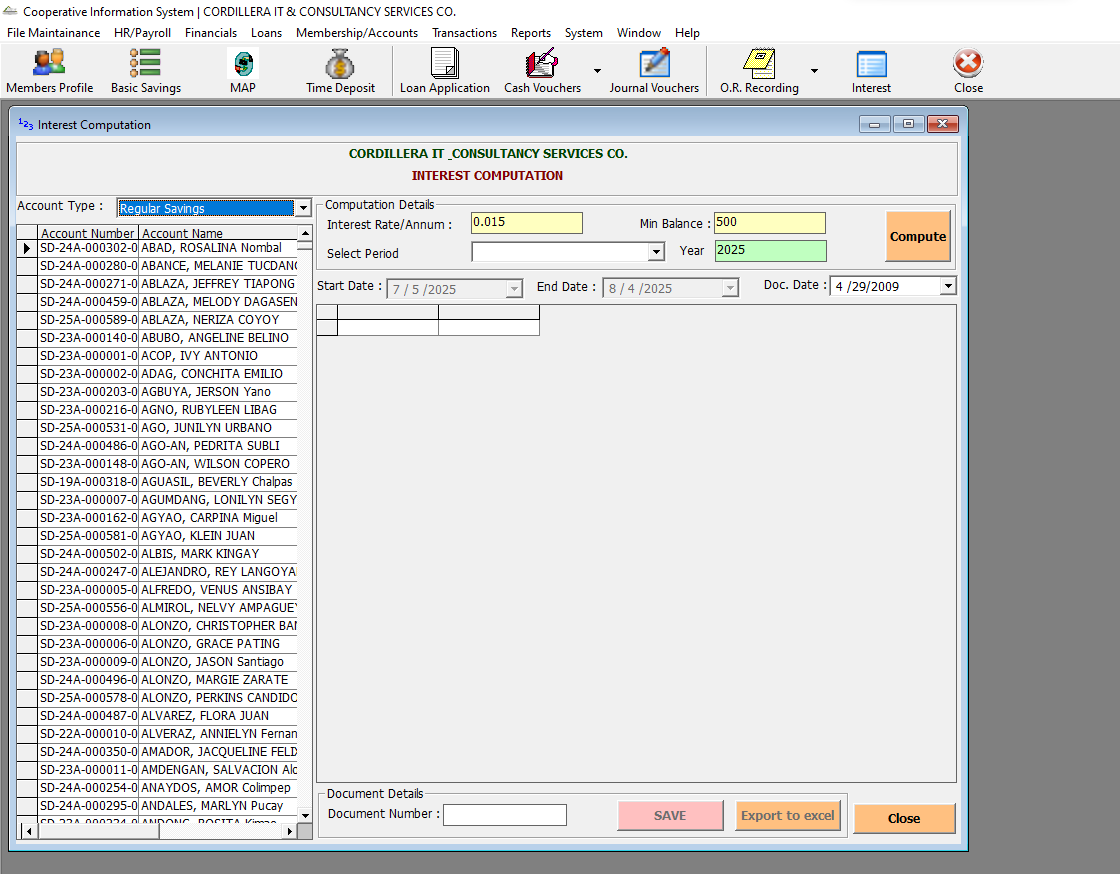 Cooperative Information System | CORDILLERA IT & CONSULTANCY SERVICES CO.
File Maintainance HR/Payroll Financials Loans Membership/Accounts Transactions Reports System Window Help
Members Profile Basic Savings MAP Time Deposit Loan Application Cash Vouchers Journal Vouchers O.R. Recording Interest Close
123 Interest Computation
CORDILLERA IT _CONSULTANCY SERVICES CO.
INTEREST COMPUTATION
Account Type : Regular Savings
Account Number Account Name
SD-24A-000302-0 ABAD, ROSALINA Nombal
SD-24A-000280-0 ABANCE, MELANIE TUCDANG
SD-24A-000271-0 ABLAZA, JEFFREY TIAPONG
SD-24A-000459-0 ABLAZA, MELODY DAGASEN
SD-25A-000589-0 ABLAZA, NERIZA COYOY
SD-23A-000140-0 ABUBO, ANGELINE BELINO
SD-23A-000001-0 ACOP, IVY ANTONIO
SD-23A-000002-0 ADAG, CONCHITA EMILIO
SD-23A-000203-0 AGBUYA, JERSON Yano
SD-23A-000216-0 AGNO, RUBYLEEN LIBAG
SD-25A-000531-0 AGO, JUNILYN URBANO
SD-24A-000486-0 AGO-AN, PEDRITA SUBLI
SD-23A-000148-0 AGO-AN, WILSON COPERO
SD-19A-000318-0 AGUASIL, BEVERLY Chalpas
SD-23A-000007-0 AGUMDANG, LONILYN SEGY
SD-23A-000162-0 AGYAO, CARPINA Miguel
SD-25A-000581-0 AGYAO, KLEIN JUAN
SD-24A-000502-0 ALBIS, MARK KINGAY
SD-24A-000247-0 ALEJANDRO, REY LANGOYA
SD-23A-000005-0 ALFREDO, VENUS ANSIBAY
SD-25A-000556-0 ALMIROL, NELVY AMPAGUEY
SD-23A-000008-0 ALONZO, CHRISTOPHER BAN
SD-23A-000006-0 ALONZO, GRACE PATING
SD-23A-000009-0 ALONZO, JASON Santiago
SD-24A-000496-0 ALONZO, MARGIE ZARATE
SD-25A-000578-0 ALONZO, PERKINS CANDIDO
SD-24A-000487-0 ALVAREZ, FLORA JUAN
SD-22A-000010-0 ALVERAZ, ANNIELYN Fernan
SD-24A-000350-0 AMADOR, JACQUELINE FELIX
SD-23A-000011-0 AMDENGAN, SALVACION Alo
SD-24A-000254-0 ANAYDOS, AMOR Colimpep
SD-24A-000295-0 ANDALES, MARLYN Pucay
Computation Details
Interest Rate/Annum : 0.015 Min Balance : 500
Select Period Year 2025
Compute
Start Date : 7 / 5 /2025 End Date : 8 / 4 /2025 Doc. Date : 4 /29/2009
Document Details
Document Number :
SAVE Export to excel Close